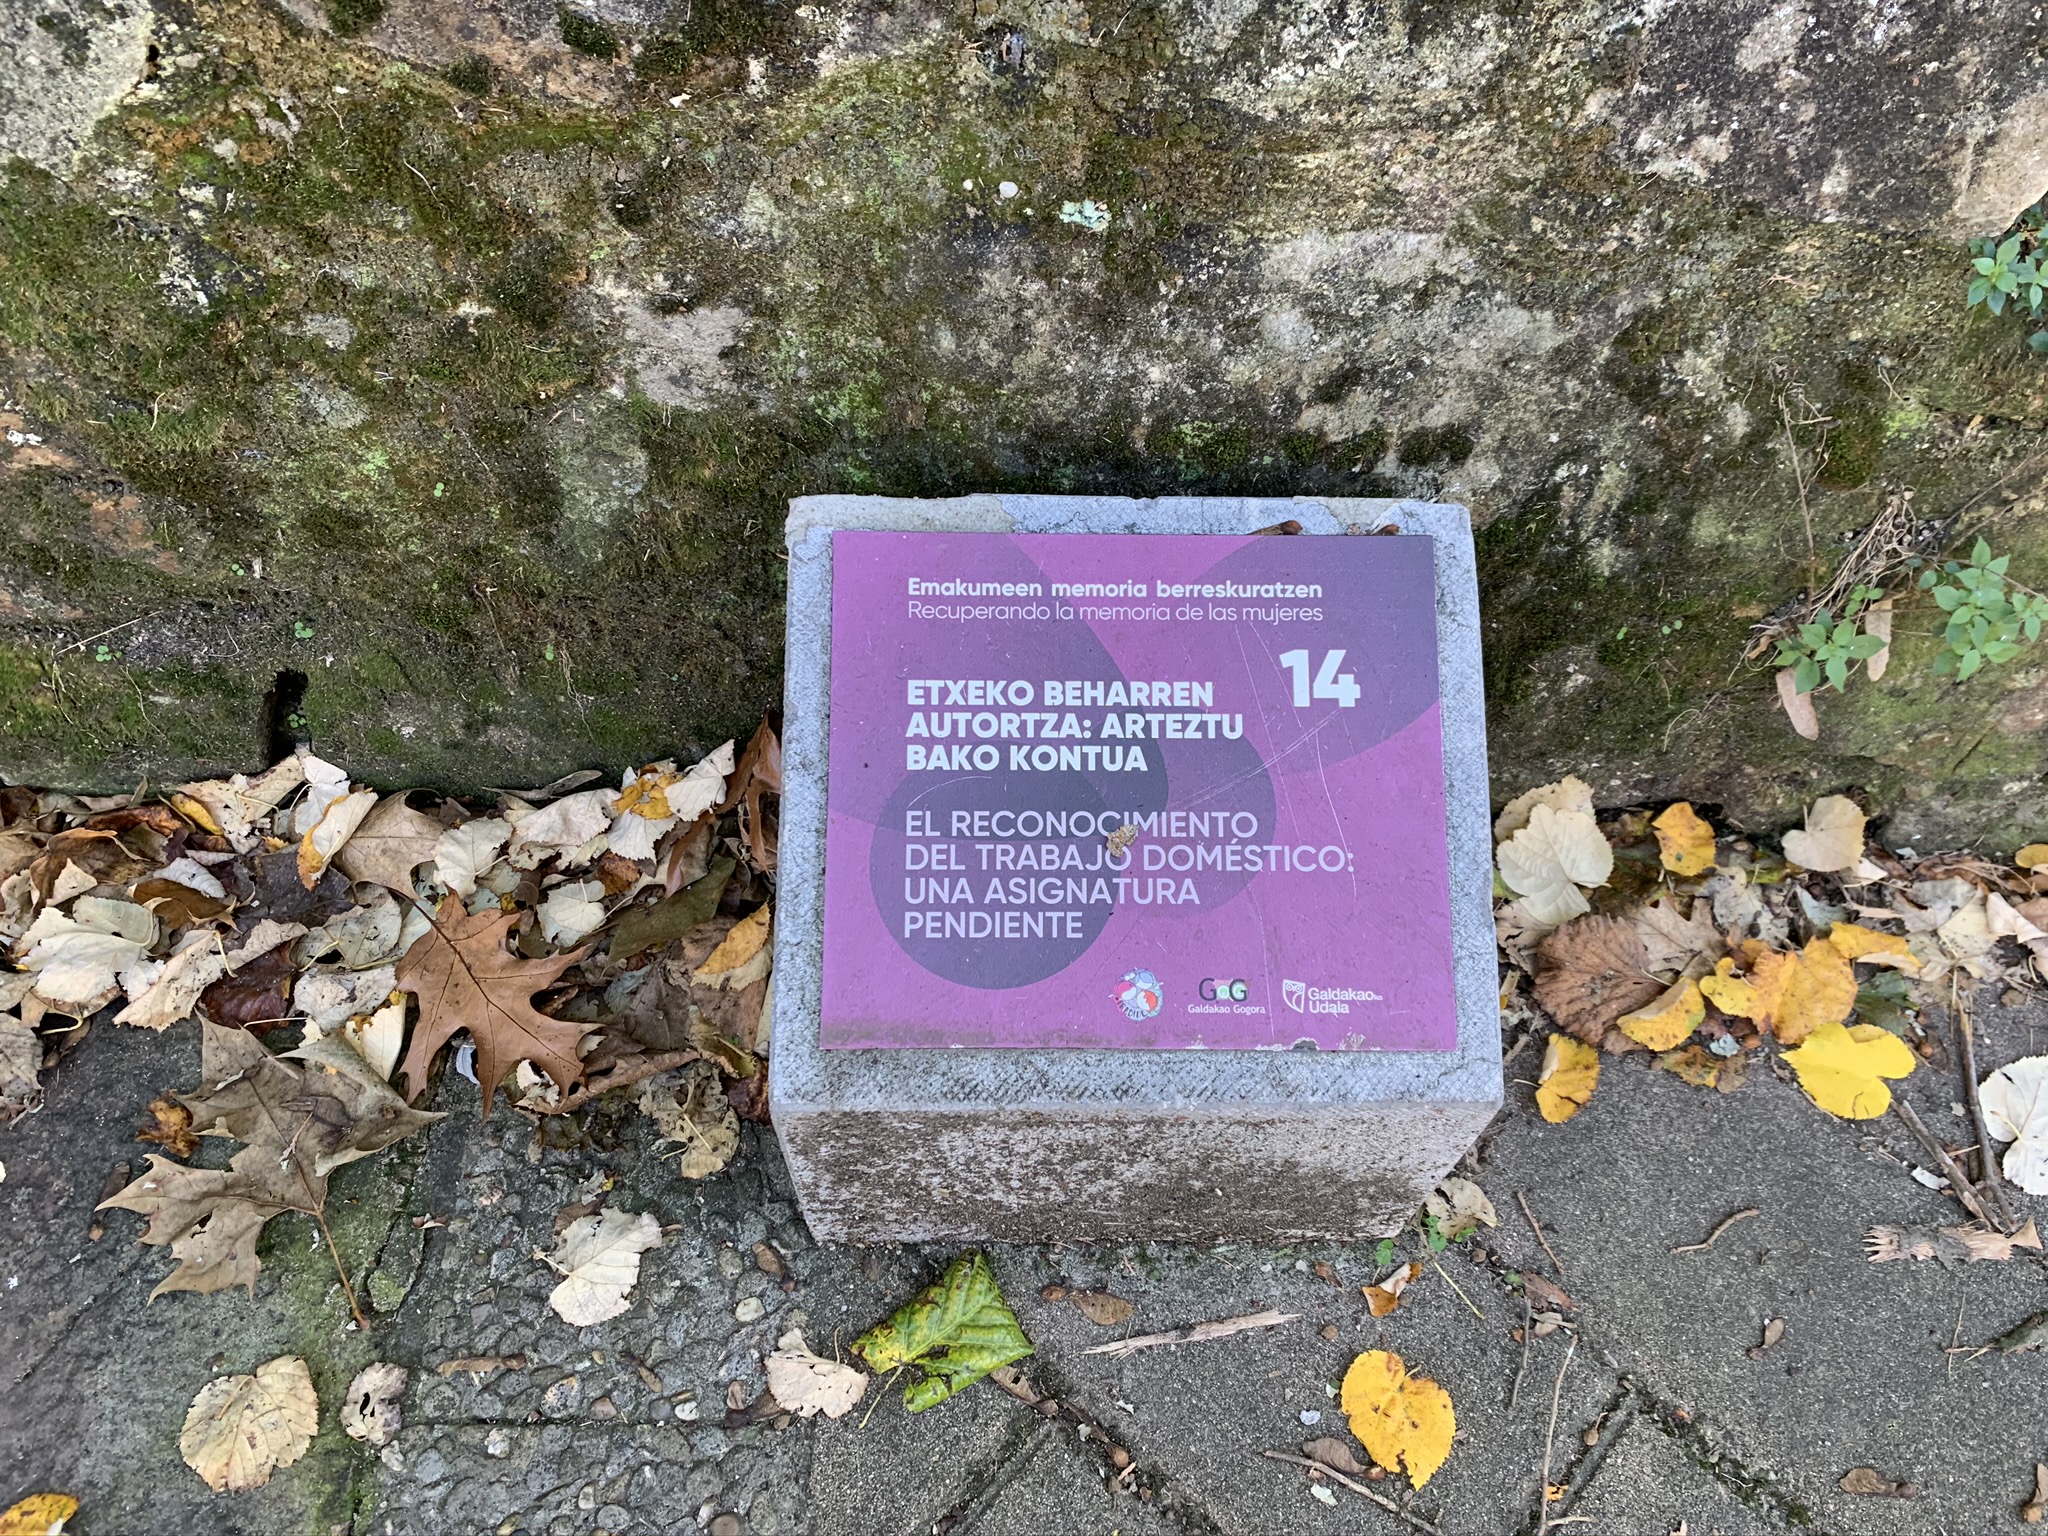 Emakumeen memoria berreskuratzen
Recuperando la memoria de las mujeres
14
ETXEKO BEHARREN
AUTORTZA: ARTEZTU
BAKO KONTUA
EL RECONOCIMIENTO
DEL TRABAJO DOMÉSTICO:
UNA ASIGNATURA
PENDIENTE
GOG
Galdakao Gogora
Galdakaoko
Udala